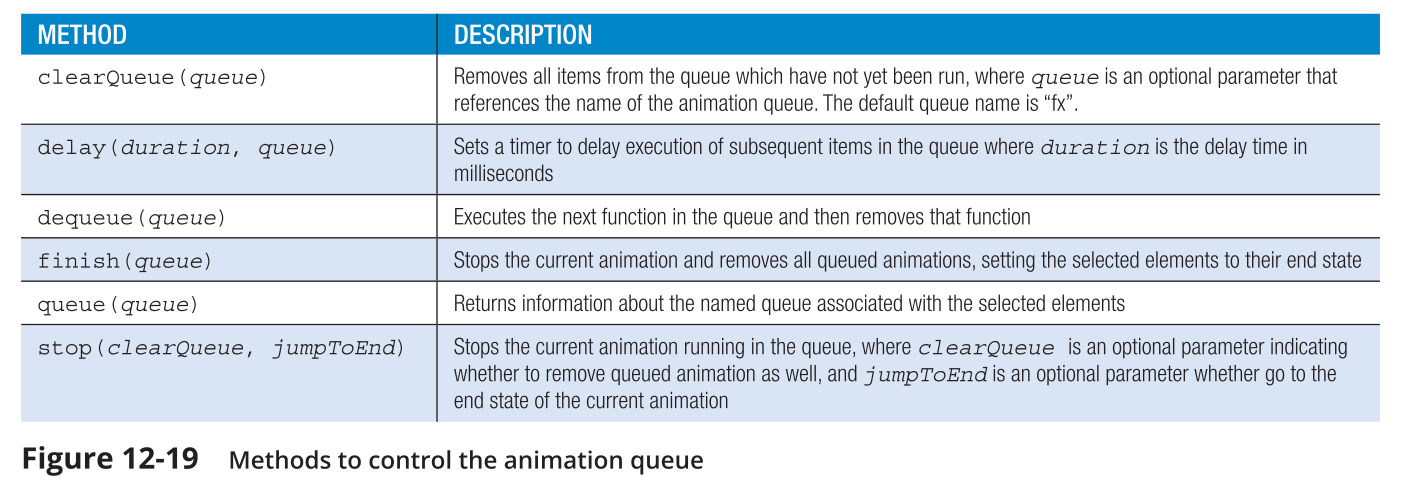 METHOD DESCRIPTION
clearQueue(queue) Removes all items from the queue which have not yet been run, where queue is an optional parameter that
references the name of the animation queue. The default queue name is “fx”.
delay(duration, queue) Sets a timer to delay execution of subsequent items in the queue where duration is the delay time in
milliseconds
dequeue(queue) Executes the next function in the queue and then removes that function
finish(queue) Stops the current animation and removes all queued animations, setting the selected elements to their end state
queue(queue) Returns information about the named queue associated with the selected elements
stop(clearQueue, jumpToEnd) Stops the current animation running in the queue, where clearQueue is an optional parameter indicating
whether to remove queued animation as well, and jumpToEnd is an optional parameter whether go to the
end state of the current animation
Figure 12-19 Methods to control the animation queue